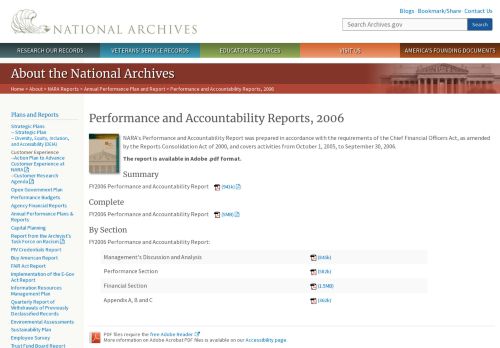 NATIONAL ARCHIVES
Blogs · Bookmark/Share · Contact Us
Search Archives.gov
Search
RESEARCH OUR RECORDS
VETERANS' SERVICE RECORDS
EDUCATOR RESOURCES
VISIT US
AMERICA'S FOUNDING DOCUMENTS
About the National Archives
Home > About > NARA Reports > Annual Performance Plan and Report > Performance and Accountability Reports, 2006
Plans and Reports
Strategic Plans
– Strategic Plan
– Diversity, Equity, Inclusion,
and Accessibility (DEIA)
Customer Experience
–Action Plan to Advance
Customer Experience at
NARA
–Customer Research
Agenda
Open Government Plan
Performance Budgets
Agency Financial Reports
Annual Performance Plans &
Reports
Capital Planning
Report from the Archivist's
Task Force on Racism
PIV Credentials Report
Buy American Report
FAIR Act Report
Implementation of the E-Gov
Act Report
Information Resources
Management Plan
Quarterly Report of
Withdrawals of Previously
Declassified Records
Environmental Assessments
Sustainability Plan
Employee Survey
Trust Fund Board Report
Performance and Accountability Reports, 2006
NARA's Performance and Accountability Report was prepared in accordance with the requirements of the Chief Financial Officers Act, as amended
by the Reports Consolidation Act of 2000, and covers activities from October 1, 2005, to September 30, 2006.
The report is available in Adobe .pdf format.
Summary
FY2006 Performance and Accountability Report (941k)
Complete
FY2006 Performance and Accountability Report (5MB)
By Section
FY2006 Performance and Accountability Report:
Management's Discussion and Analysis (845k)
Performance Section (582k)
Financial Section (1.5MB)
Appendix A, B and C (462k)
PDF files require the free Adobe Reader
More information on Adobe Acrobat PDF files is available on our Accessibility page.